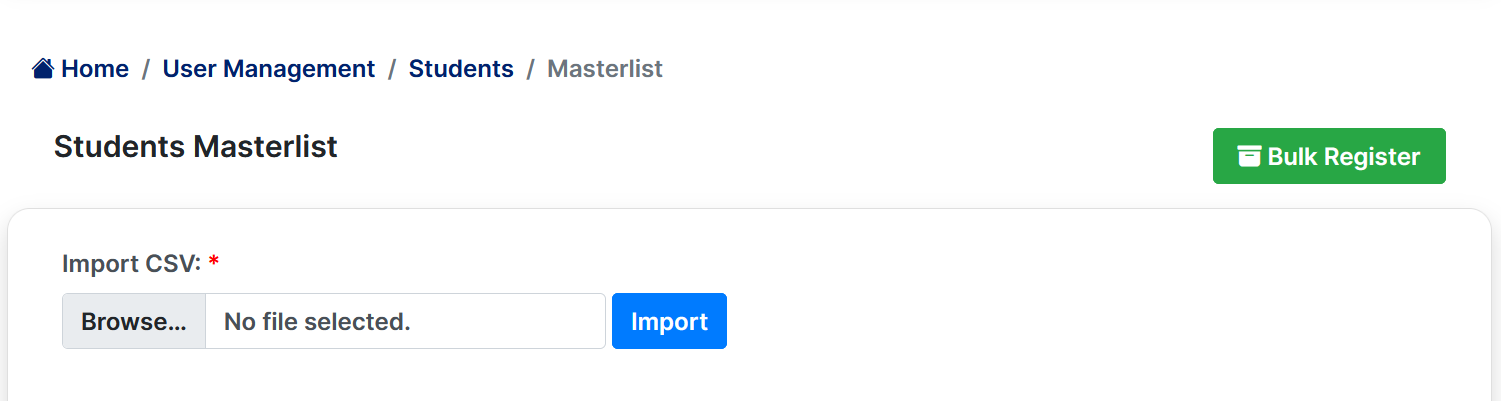 Home / User Management / Students / Masterlist
Students Masterlist
Bulk Register
Import CSV: *
Browse... No file selected. Import